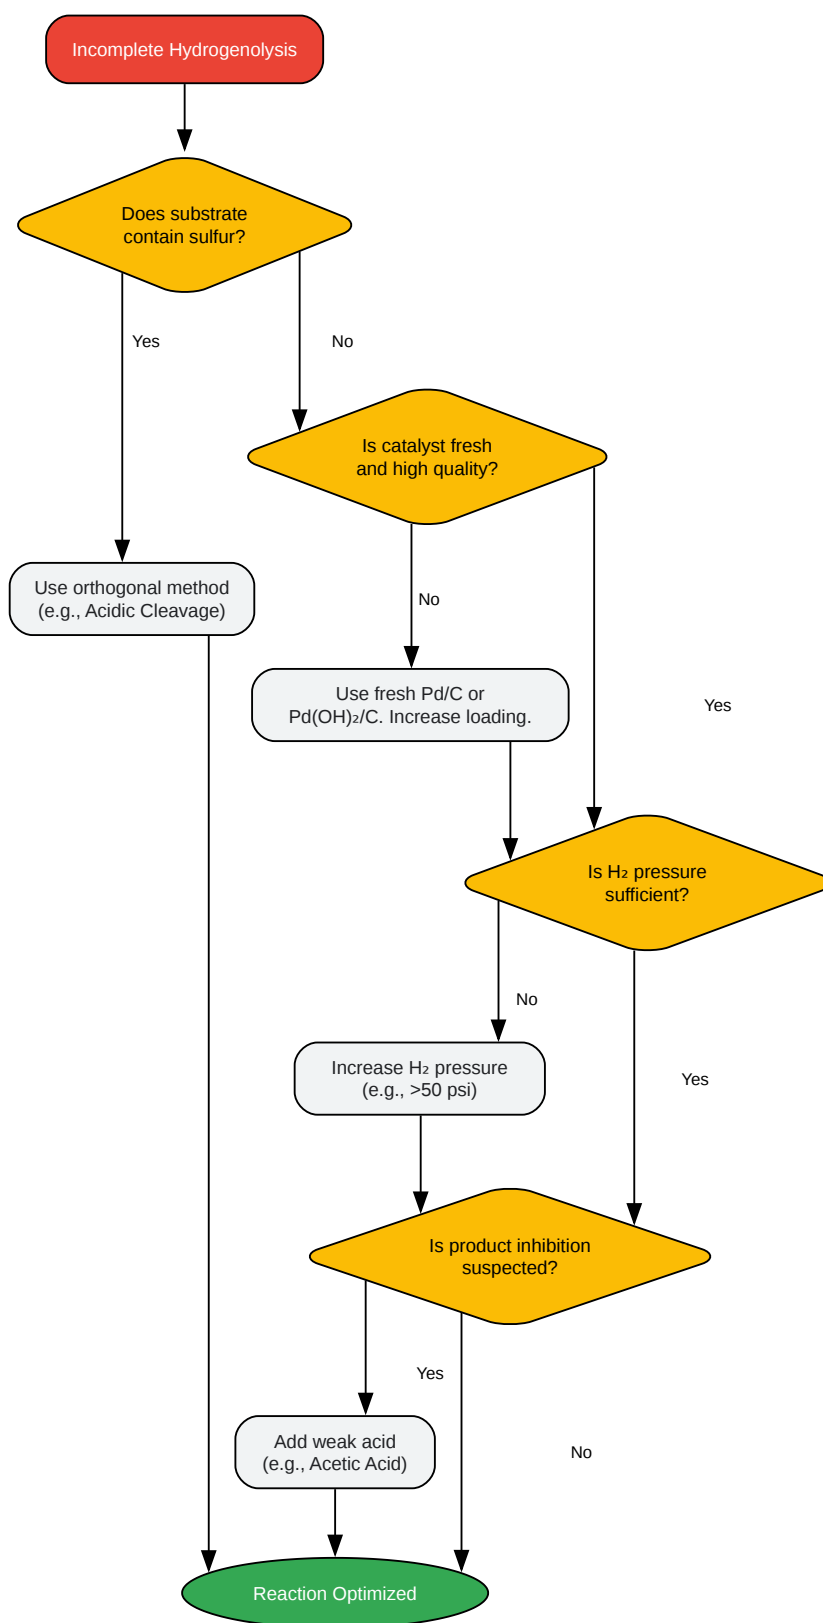 Incomplete Hydrogenolysis
Does substrate
contain sulfur?
Yes
No
Is catalyst fresh
and high quality?
Use orthogonal method
(e.g., Acidic Cleavage)
No
Use fresh Pd/C or
Pd(OH)₂/C. Increase loading.
Yes
Is H₂ pressure
sufficient?
No
Increase H₂ pressure
(e.g., >50 psi)
Yes
Is product inhibition
suspected?
Yes
Add weak acid
(e.g., Acetic Acid)
No
Reaction Optimized